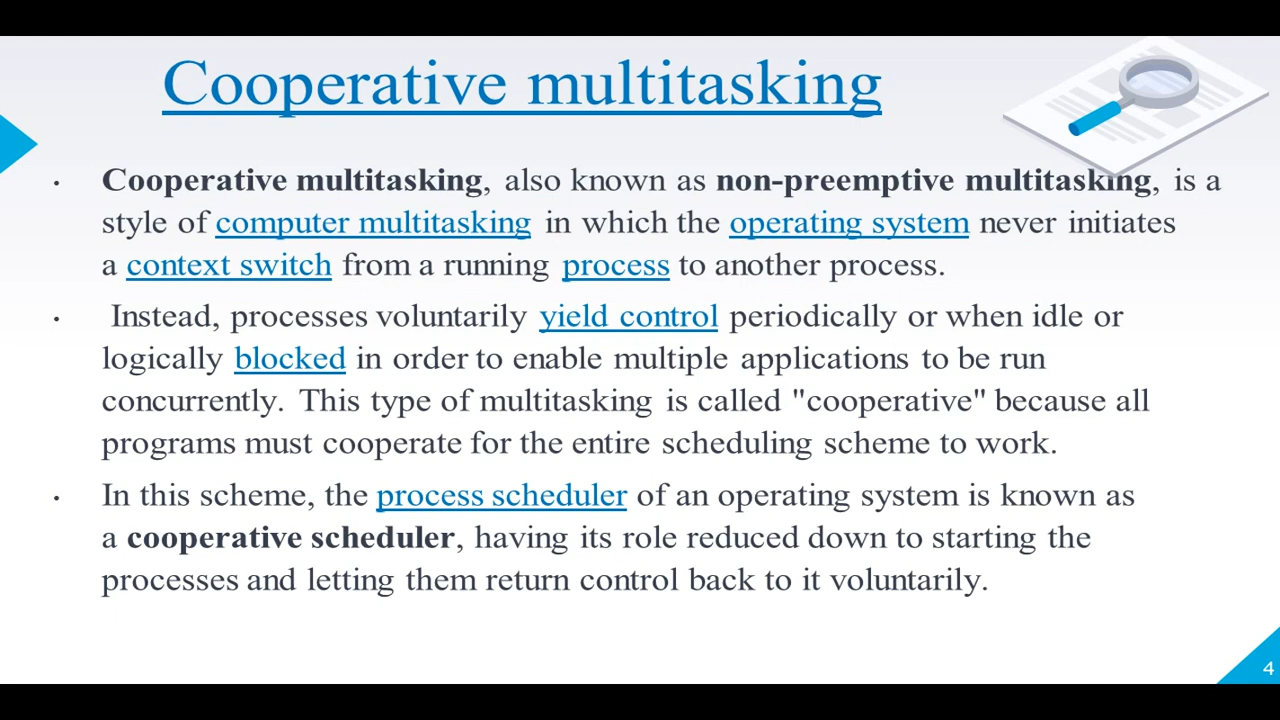 Cooperative multitasking
• Cooperative multitasking, also known as non-preemptive multitasking, is a
style of computer multitasking in which the operating system never initiates
a context switch from a running process to another process.
• Instead, processes voluntarily yield control periodically or when idle or
logically blocked in order to enable multiple applications to be run
concurrently. This type of multitasking is called "cooperative" because all
programs must cooperate for the entire scheduling scheme to work.
• In this scheme, the process scheduler of an operating system is known as
a cooperative scheduler, having its role reduced down to starting the
processes and letting them return control back to it voluntarily.
4